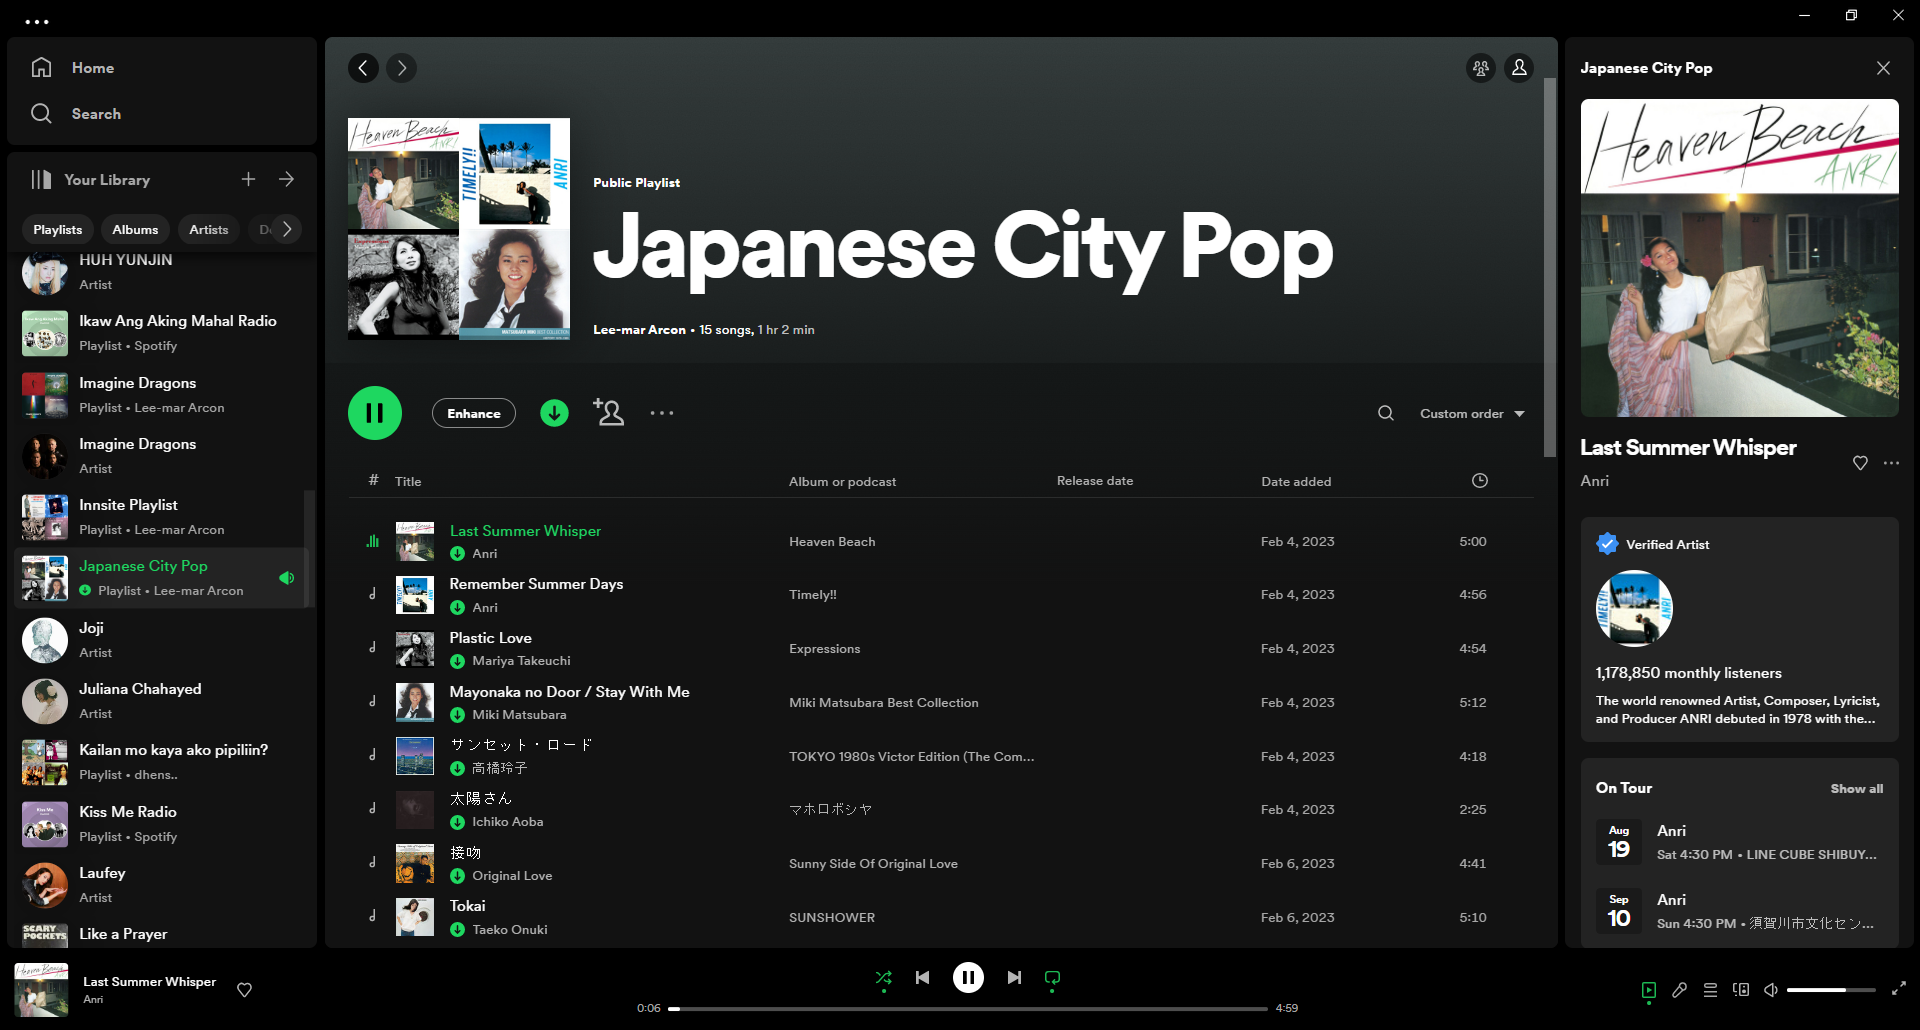 Home
Search
Your Library
Playlists
Albums
Artists
HUH YUNJIN
Artist
Ikaw Ang Aking Mahal Radio
Playlist • Spotify
Imagine Dragons
Playlist • Lee-mar Arcon
Imagine Dragons
Artist
Innsite Playlist
Playlist • Lee-mar Arcon
Japanese City Pop
Playlist • Lee-mar Arcon
Joji
Artist
Juliana Chahayed
Artist
Kailan mo kaya ako pipiliin?
Playlist • dhens..
Kiss Me Radio
Playlist • Spotify
Laufey
Artist
SCARY
POCKETS
Like a Prayer
Heaven Beach
ANRI
TIMELY!!
ANRI
MATSUBARA MIKI BEST COLLECTION
Public Playlist
Japanese City Pop
Lee-mar Arcon • 15 songs, 1 hr 2 min
Enhance
Custom order
# Title Album or podcast Release date Date added
Last Summer Whisper
Anri
Heaven Beach Feb 4, 2023 5:00
Remember Summer Days
Anri
Timely!! Feb 4, 2023 4:56
Plastic Love
Mariya Takeuchi
Expressions Feb 4, 2023 4:54
Mayonaka no Door / Stay With Me
Miki Matsubara
Miki Matsubara Best Collection Feb 4, 2023 5:12
サンセット・ロード
高橋玲子
TOKYO 1980s Victor Edition (The Com... Feb 4, 2023 4:18
太陽さん
Ichiko Aoba
マホロボシヤ Feb 4, 2023 2:25
接吻
Original Love
Sunny Side Of Original Love Feb 6, 2023 4:41
Tokai
Taeko Onuki
SUNSHOWER Feb 6, 2023 5:10
Japanese City Pop
Heaven Beach
ANRI
Last Summer Whisper
Anri
Verified Artist
TIMELY!!
ANRI
1,178,850 monthly listeners
The world renowned Artist, Composer, Lyricist,
and Producer ANRI debuted in 1978 with the...
On Tour Show all
Aug
19
Anri
Sat 4:30 PM • LINE CUBE SHIBUY...
Sep
10
Anri
Sun 4:30 PM • 須賀川市文化セン...
Heaven Beach
Last Summer Whisper
Anri
0:06
4:59